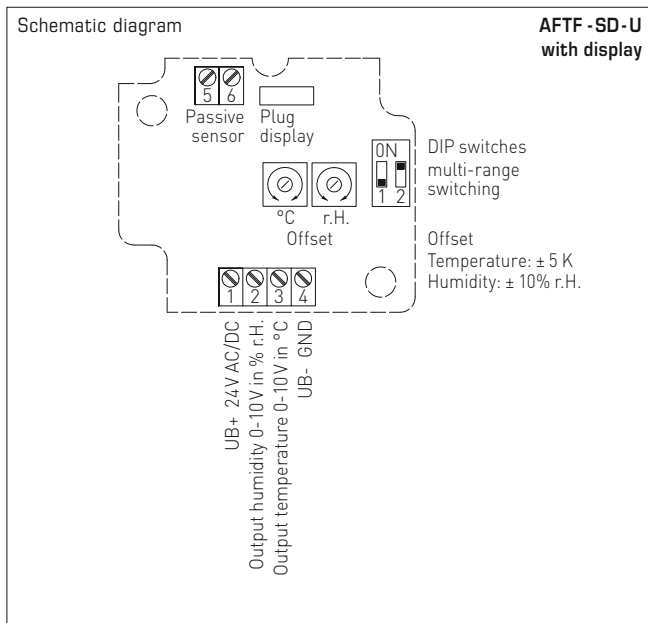 Schematic diagram
AFTF - SD - U
with display
5 6
Passive
sensor
Plug
display
ON
1 2
DIP switches
multi-range
switching
°C
r.H.
Offset
Offset
Temperature: ± 5 K
Humidity: ± 10% r.H.
1 2 3 4
UB+ 24V AC/DC
Output humidity 0-10V in % r.H.
Output temperature 0-10V in °C
UB- GND